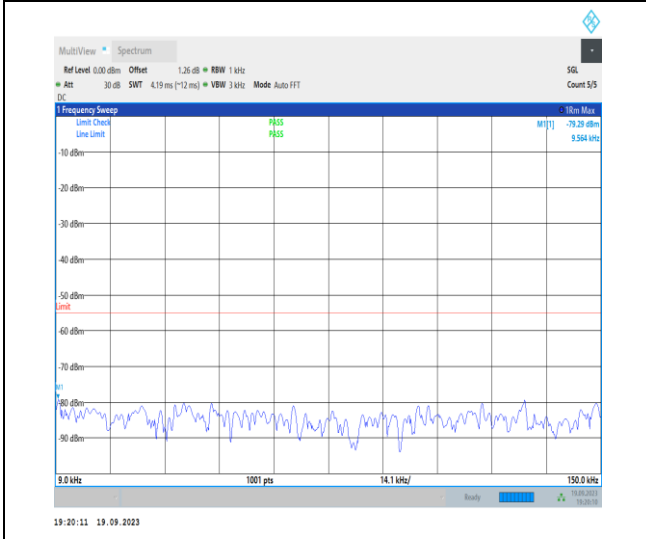 MultiView Spectrum
Ref Level 0.00 dBm Offset 1.26 dB RBW 1 kHz SGL
Att 30 dB SWT 4.19 ms (~12 ms) VBW 3 kHz Mode Auto FFT Count 5/5
DC
1 Frequency Sweep 1Rm Max
Limit Check PASS M1[1] -79.29 dBm
Line Limit PASS 9.564 kHz
-10 dBm
-20 dBm
-30 dBm
-40 dBm
-50 dBm
Limit
-60 dBm
-70 dBm
M1
-80 dBm
-90 dBm
9.0 kHz 1001 pts 14.1 kHz/ 150.0 kHz
Ready 19.09.2023
19:20:10
19:20:11 19.09.2023